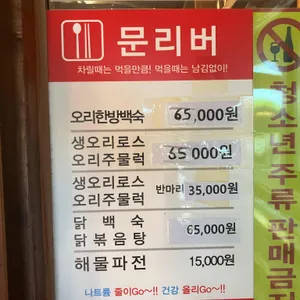 문리버
차릴때는 먹을만큼! 먹을때는 남김없이!
오리한방백숙 65,000원
생오리로스
오리주물럭 65,000원
생오리로스
오리주물럭 반마리 35,000원
닭백숙
닭볶음탕 65,000원
해물파전 15,000원
나트륨 줄이Go~!! 건강 올리Go~!!
청소년주류판매금지